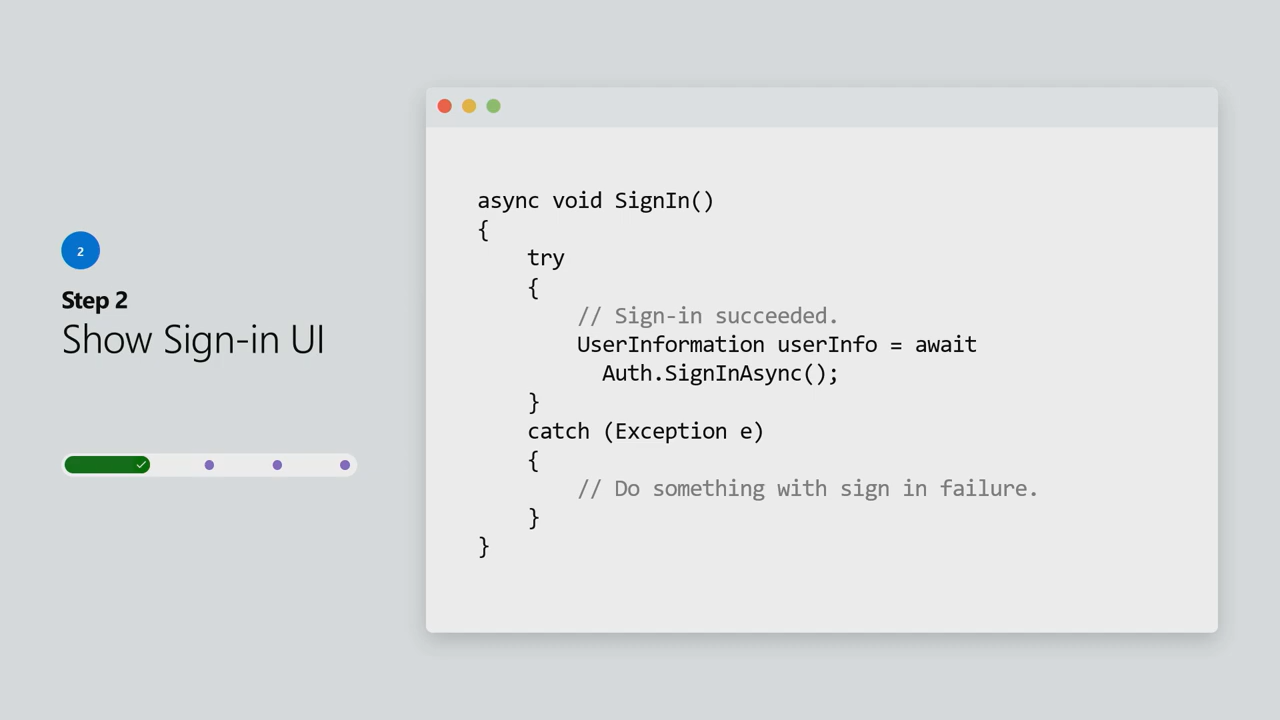 2
Step 2
Show Sign-in UI
async void SignIn()
{
    try
    {
        // Sign-in succeeded.
        UserInformation userInfo = await
          Auth.SignInAsync();
    }
    catch (Exception e)
    {
        // Do something with sign in failure.
    }
}